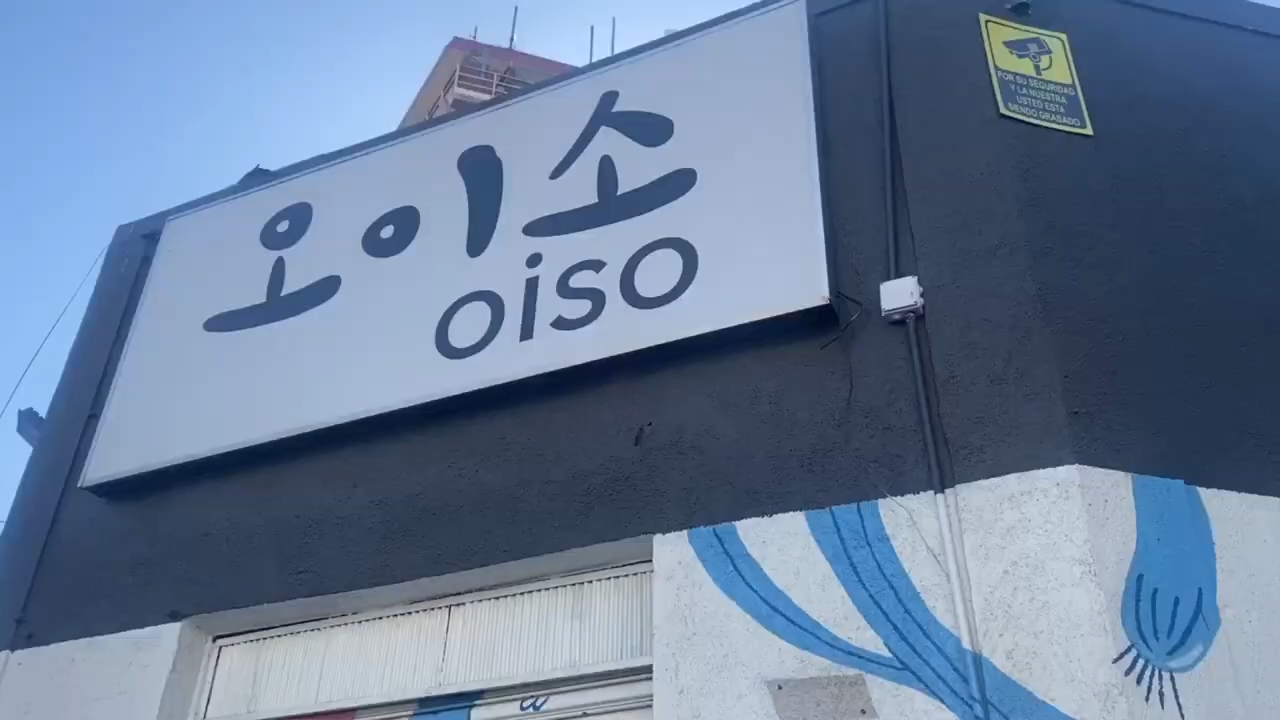 오이소
oiso
POR SU SEGURIDAD
Y LA NUESTRA
USTED ESTA
SIENDO GRABADO